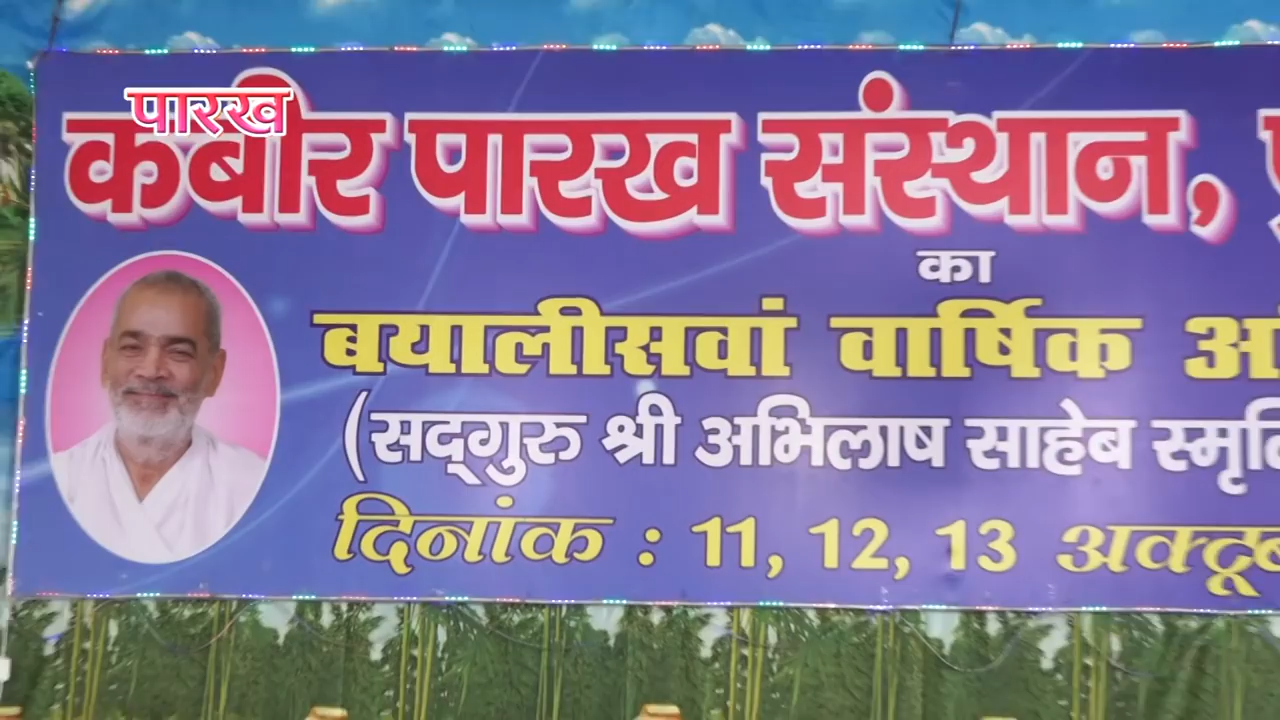 पारख
कबीर पारख संस्थान,
का
बयालीसवां वार्षिक
(सद्गुरु श्री अभिलाष साहेब
दिनांक : 11, 12, 13